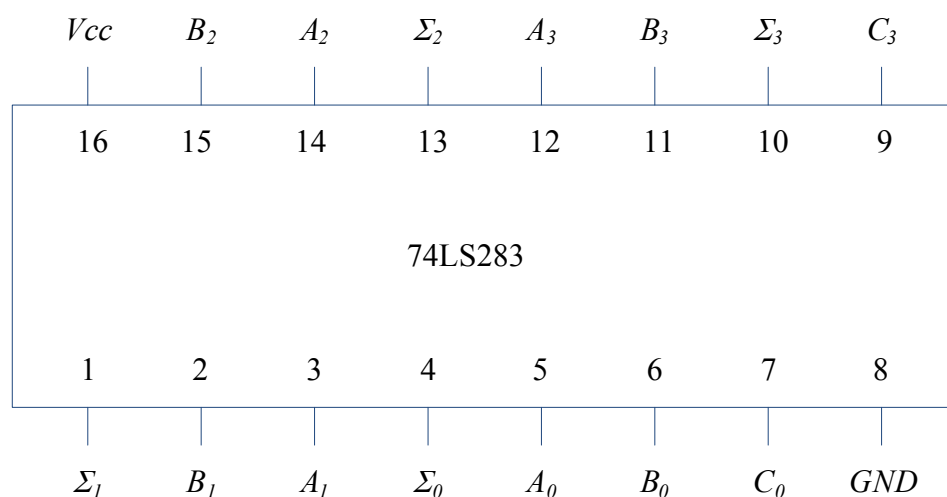 Vcc B₂ A₂ Σ₂ A₃ B₃ Σ₃ C₃
16 15 14 13 12 11 10 9
74LS283
1 2 3 4 5 6 7 8
Σ₁ B₁ A₁ Σ₀ A₀ B₀ C₀ GND